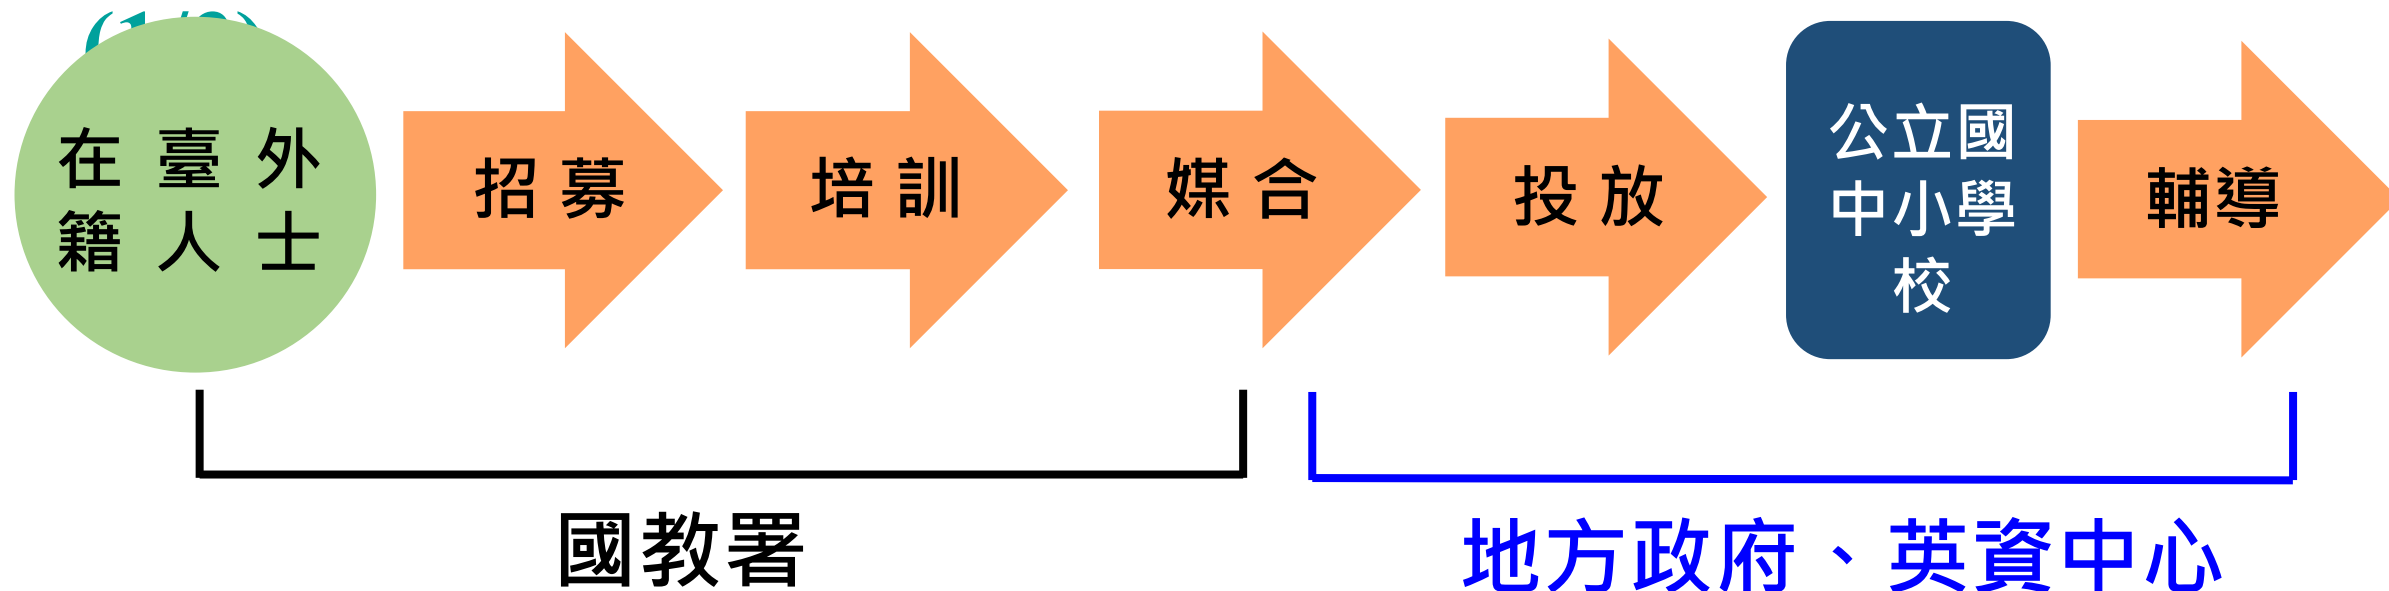 在臺外
籍人士
招募
培訓
媒合
投放
公立國
中小學
校
輔導
國教署
地方政府、英資中心